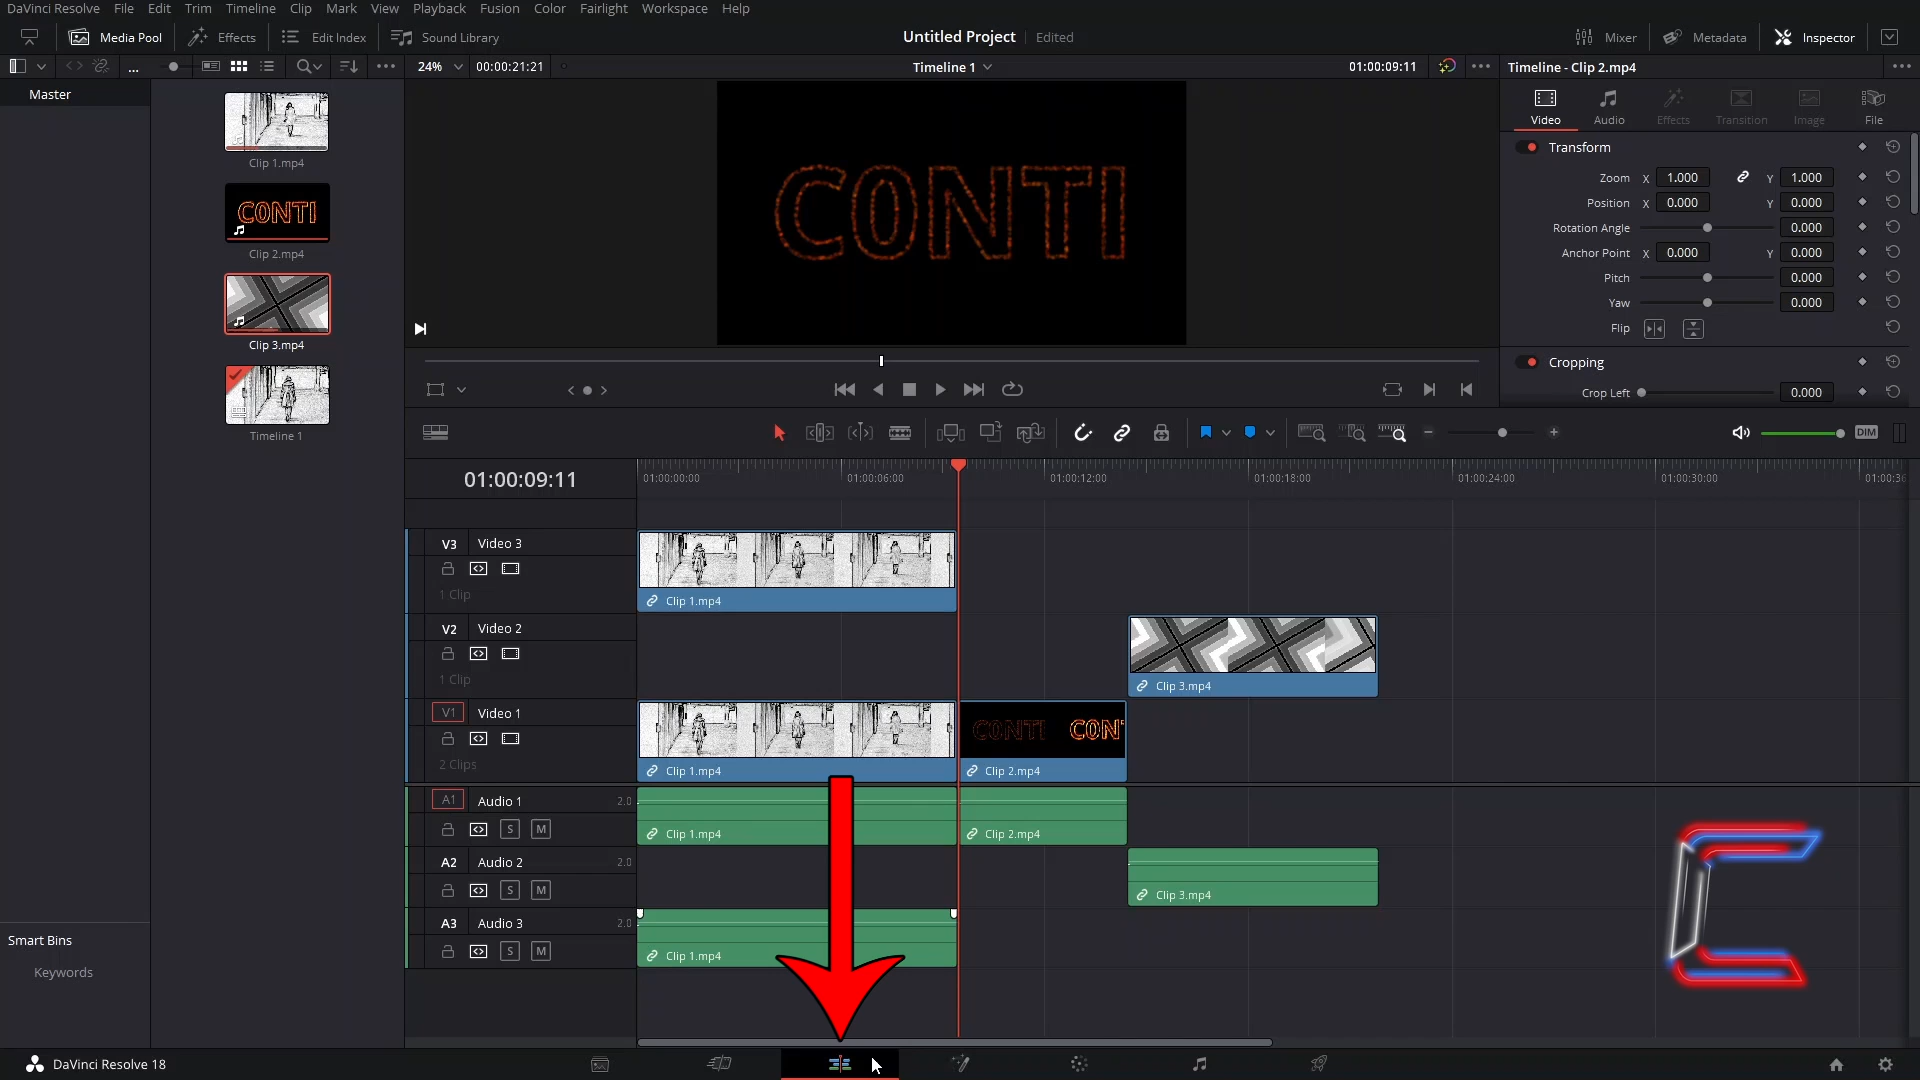 DaVinci Resolve File Edit Trim Timeline Clip Mark View Playback Fusion Color Fairlight Workspace Help
Media Pool Effects Edit Index Sound Library Untitled Project Edited Mixer Metadata Inspector
... 24% 00:00:21:21 Timeline 1 01:00:09:11 Timeline - Clip 2.mp4
Master
Clip 1.mp4
CONTI
Clip 2.mp4
Clip 3.mp4
Timeline 1
CONTI
Video Audio Effects Transition Image File
Transform
Zoom X 1.000 Y 1.000
Position X 0.000 Y 0.000
Rotation Angle 0.000
Anchor Point X 0.000 Y 0.000
Pitch 0.000
Yaw 0.000
Flip
Cropping
Crop Left 0.000
DIM
01:00:09:11
01:00:00:00 01:00:06:00 01:00:12:00 01:00:18:00 01:00:24:00 01:00:30:00 01:00:36
V3 Video 3
1 Clip
Clip 1.mp4
V2 Video 2
1 Clip
Clip 3.mp4
V1 Video 1
2 Clips
CONTI CONT
Clip 1.mp4 Clip 2.mp4
A1 Audio 1 2.0
S M
Clip 1.mp4 Clip 2.mp4
A2 Audio 2 2.0
S M
Clip 3.mp4
A3 Audio 3 2.0
S M
Clip 1.mp4
Smart Bins
Keywords
C
DaVinci Resolve 18